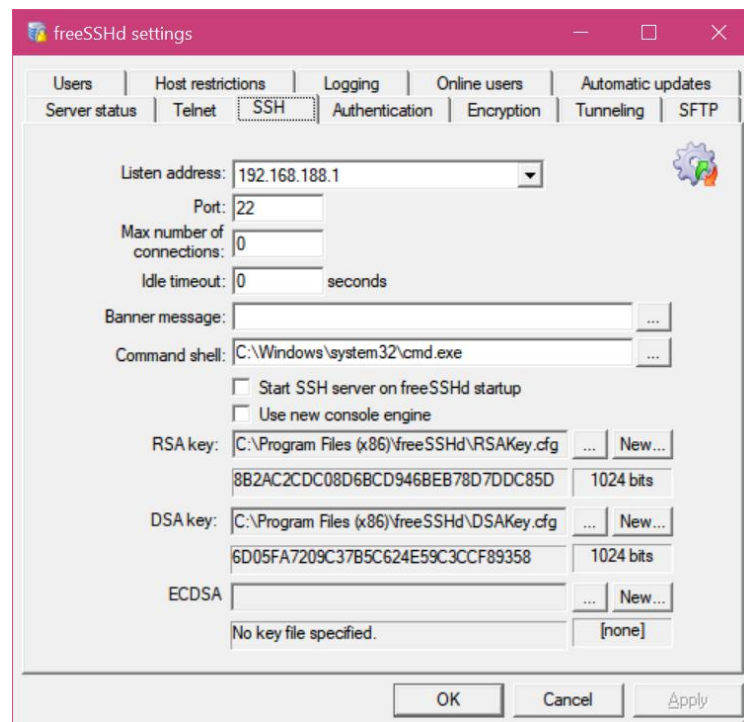 freeSSHd settings
Users Host restrictions Logging Online users Automatic updates
Server status Telnet SSH Authentication Encryption Tunneling SFTP
Listen address: 192.168.188.1
Port: 22
Max number of
connections: 0
Idle timeout: 0 seconds
Banner message: ...
Command shell: C:\Windows\system32\cmd.exe ...
Start SSH server on freeSSHd startup
Use new console engine
RSA key: C:\Program Files (x86)\freeSSHd\RSAKey.cfg ... New...
8B2AC2CDC08D6BCD946BEB78D7DDC85D 1024 bits
DSA key: C:\Program Files (x86)\freeSSHd\DSAKey.cfg ... New...
6D05FA7209C37B5C624E59C3CCF89358 1024 bits
ECDSA ... New...
No key file specified. [none]
OK Cancel Apply